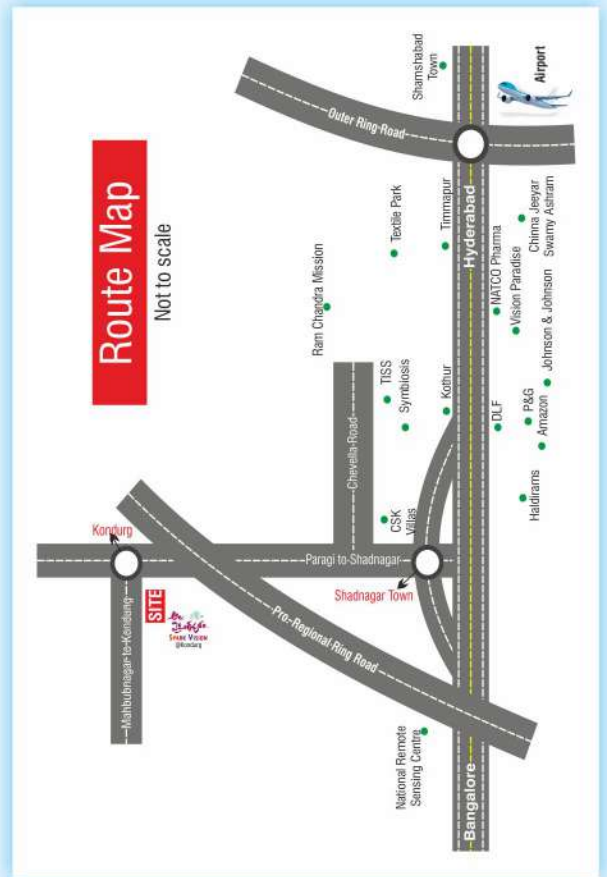 Route Map
Not to scale
Outer Ring Road
Shamshabad
Town
Airport
Hyderabad
Timmapur
Textile Park
Ram Chandra Mission
NATCO Pharma
Vision Paradise
Chinna Jeeyar
Swamy Ashram
Johnson & Johnson
TISS
Symbiosis
Kothur
DLF
P&G
Amazon
Haldirams
Chevella Road
CSK
Villas
Kondurg
Paragi to Shadnagar
Shadnagar Town
Mahbubnagar to Kondurg
SITE
SPARK VISION
@Kondurg
Pro.-Regional Ring Road
National Remote
Sensing Centre
Bangalore